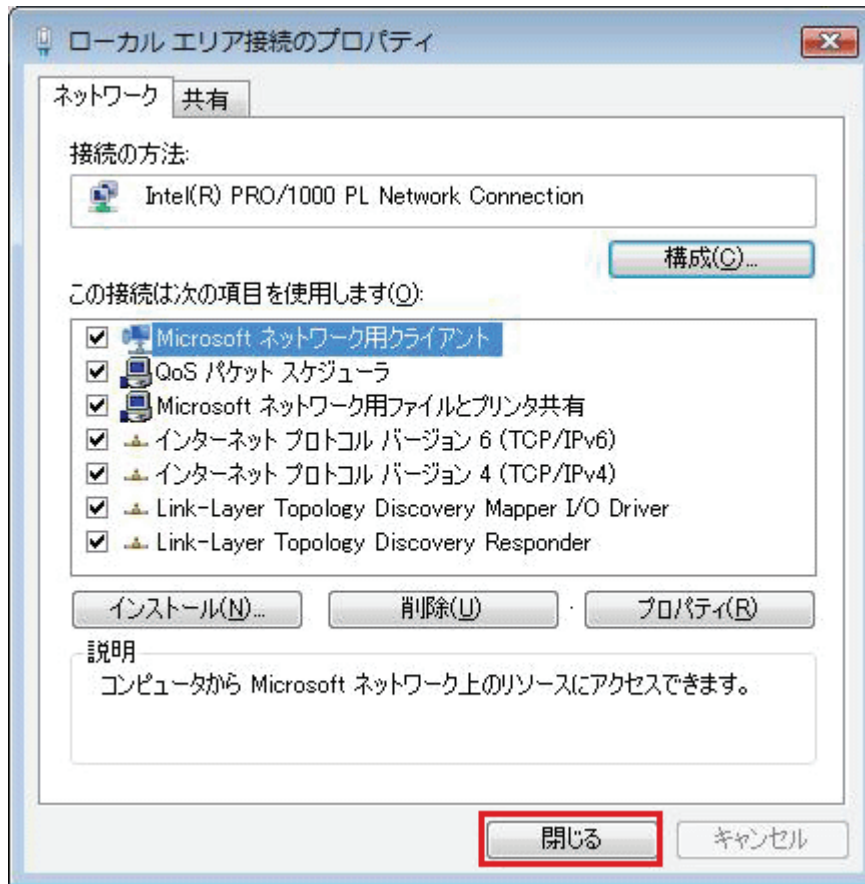 ローカル エリア接続のプロパティ
ネットワーク 共有
接続の方法:
Intel(R) PRO/1000 PL Network Connection
構成(C)...
この接続は次の項目を使用します(O):
Microsoft ネットワーク用クライアント
QoS パケット スケジューラ
Microsoft ネットワーク用ファイルとプリンタ共有
インターネット プロトコル バージョン 6 (TCP/IPv6)
インターネット プロトコル バージョン 4 (TCP/IPv4)
Link-Layer Topology Discovery Mapper I/O Driver
Link-Layer Topology Discovery Responder
インストール(N)... 削除(U) プロパティ(R)
説明
コンピュータから Microsoft ネットワーク上のリソースにアクセスできます。
閉じる キャンセル